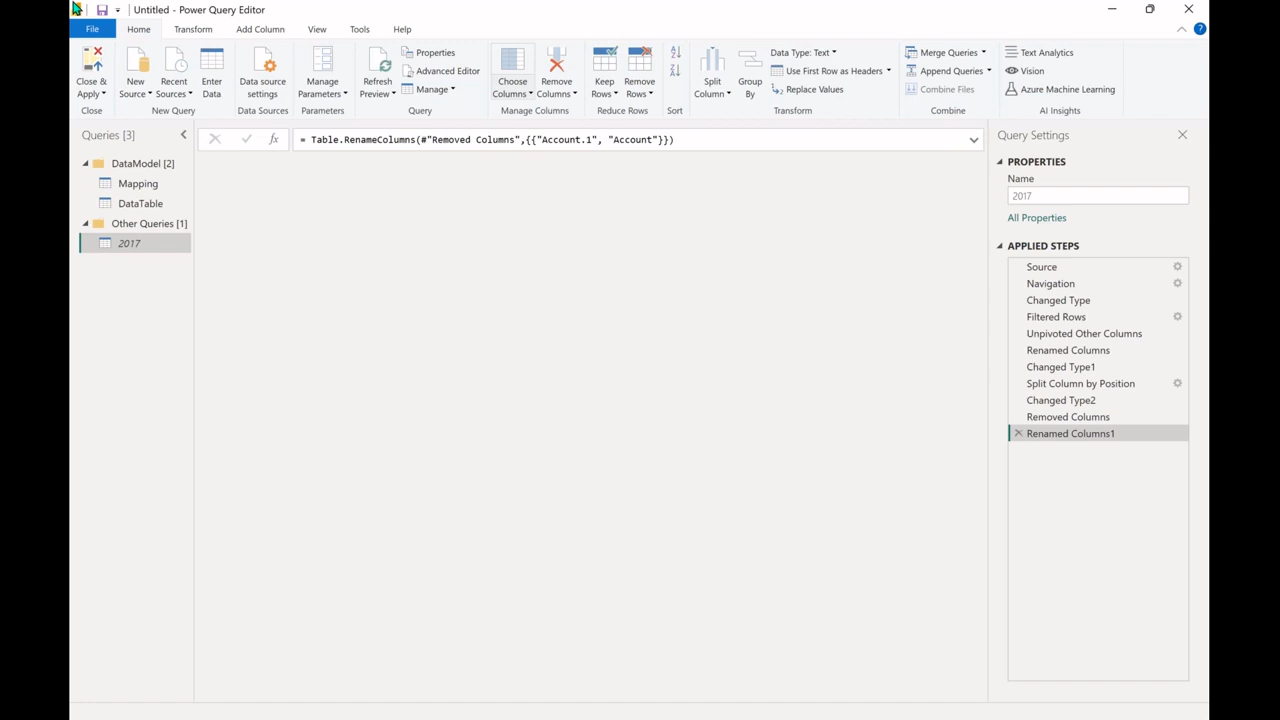 Untitled - Power Query Editor
File Home Transform Add Column View Tools Help
Close & Apply
New Source
Recent Sources
Enter Data
Data source settings
Manage Parameters
Refresh Preview
Properties
Advanced Editor
Manage
Choose Columns
Remove Columns
Keep Rows
Remove Rows
Split Column
Group By
Data Type: Text
Use First Row as Headers
Replace Values
Merge Queries
Append Queries
Combine Files
Text Analytics
Vision
Azure Machine Learning
Close New Query Data Sources Parameters Query Manage Columns Reduce Rows Sort Transform Combine AI Insights
Queries [3]
fx = Table.RenameColumns(#"Removed Columns",{{"Account.1", "Account"}})
DataModel [2]
Mapping
DataTable
Other Queries [1]
2017
Query Settings
PROPERTIES
Name
2017
All Properties
APPLIED STEPS
Source
Navigation
Changed Type
Filtered Rows
Unpivoted Other Columns
Renamed Columns
Changed Type1
Split Column by Position
Changed Type2
Removed Columns
Renamed Columns1